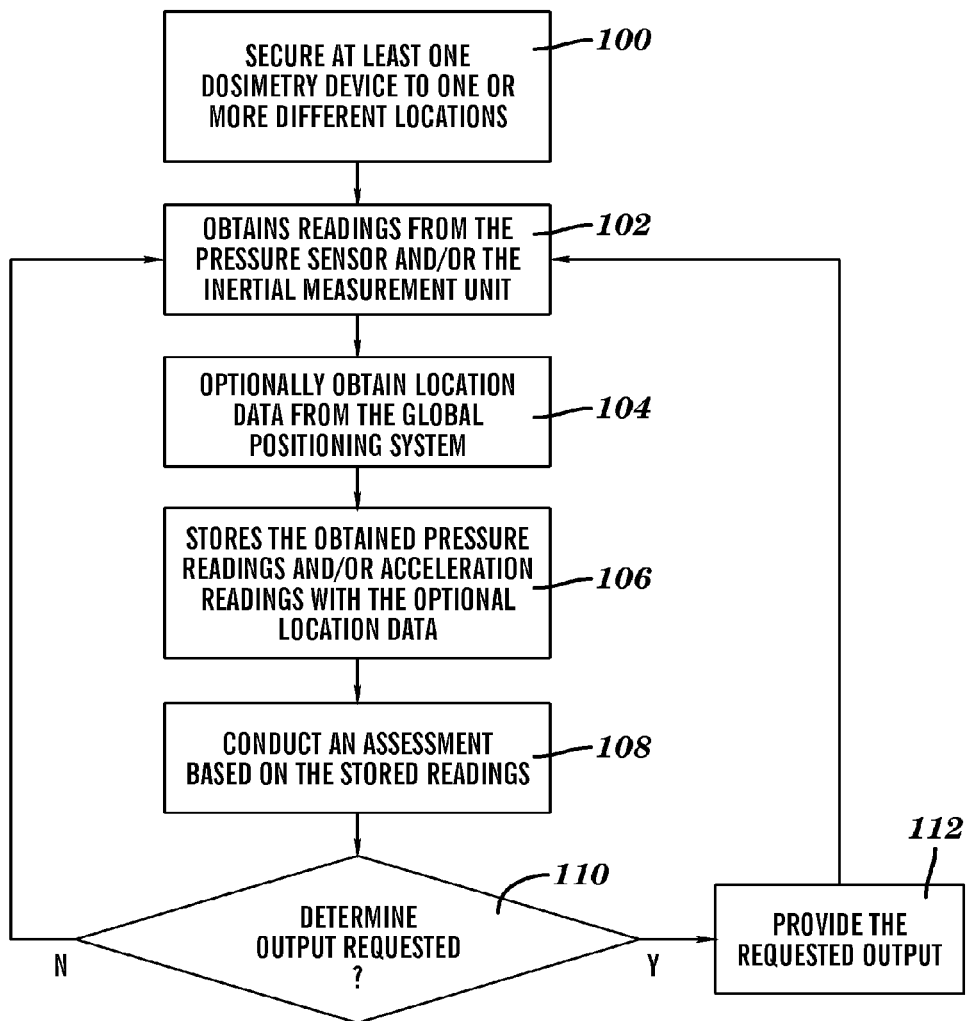 SECURE AT LEAST ONE
DOSIMETRY DEVICE TO ONE OR
MORE DIFFERENT LOCATIONS
100
OBTAINS READINGS FROM THE
PRESSURE SENSOR AND/OR THE
INERTIAL MEASUREMENT UNIT
102
OPTIONALLY OBTAIN LOCATION
DATA FROM THE GLOBAL
POSITIONING SYSTEM
104
STORES THE OBTAINED PRESSURE
READINGS AND/OR ACCELERATION
READINGS WITH THE OPTIONAL
LOCATION DATA
106
CONDUCT AN ASSESSMENT
BASED ON THE STORED READINGS
108
DETERMINE
OUTPUT REQUESTED
?
110
N
Y
PROVIDE THE
REQUESTED OUTPUT
112